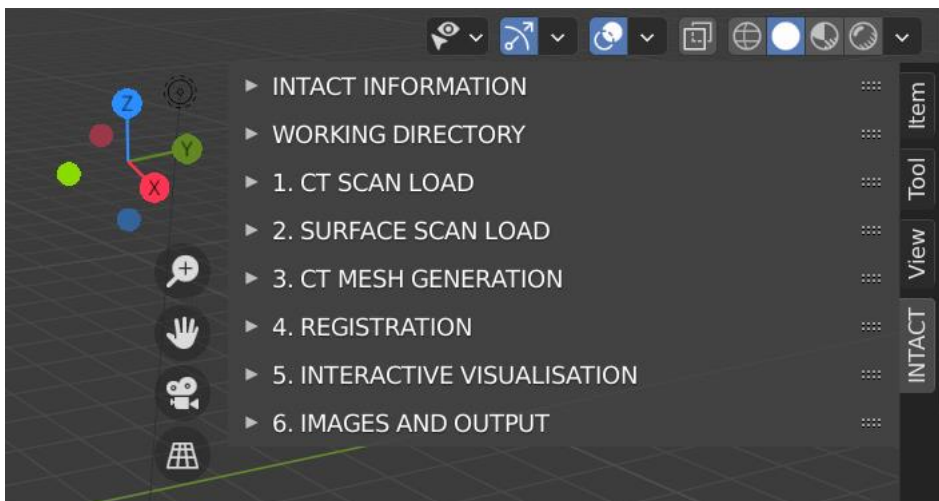 INTACT INFORMATION
WORKING DIRECTORY
1. CT SCAN LOAD
2. SURFACE SCAN LOAD
3. CT MESH GENERATION
4. REGISTRATION
5. INTERACTIVE VISUALISATION
6. IMAGES AND OUTPUT
Item
Tool
View
INTACT
Z
Y
X